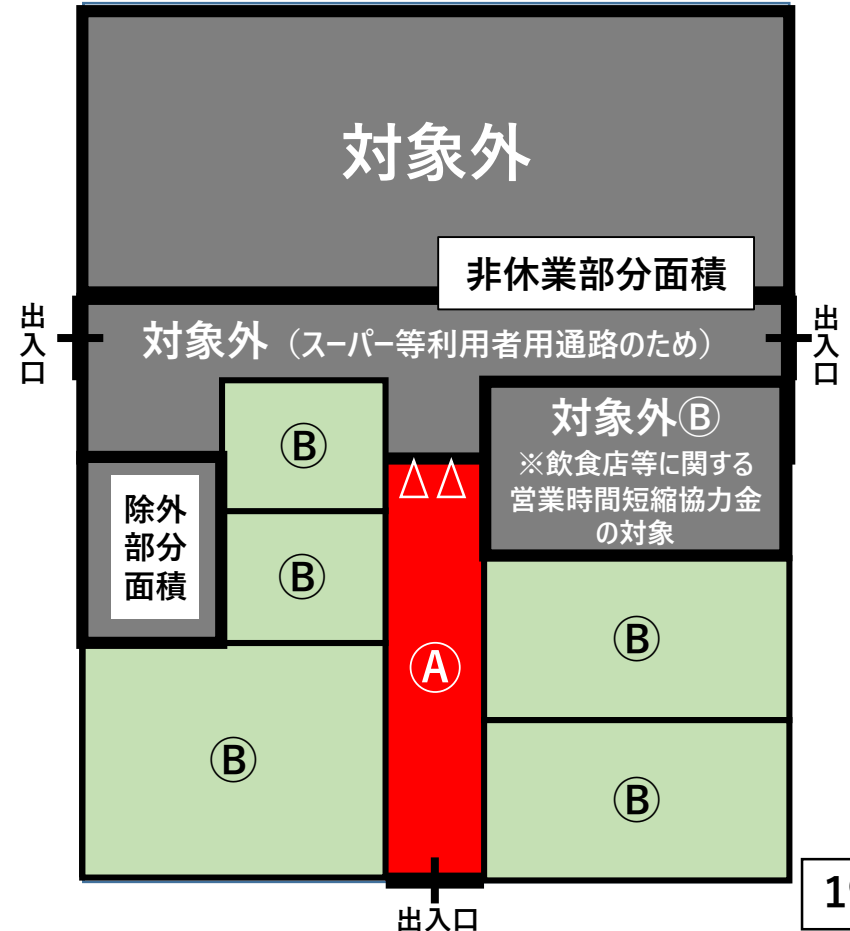 対象外
非休業部分面積
出入口
対象外（スーパー等利用者用通路のため）
出入口
Ⓑ
対象外Ⓑ
※飲食店等に関する
営業時間短縮協力金
の対象
除外
部分
面積
Ⓑ
Ⓑ
Ⓐ
Ⓑ
Ⓑ
出入口